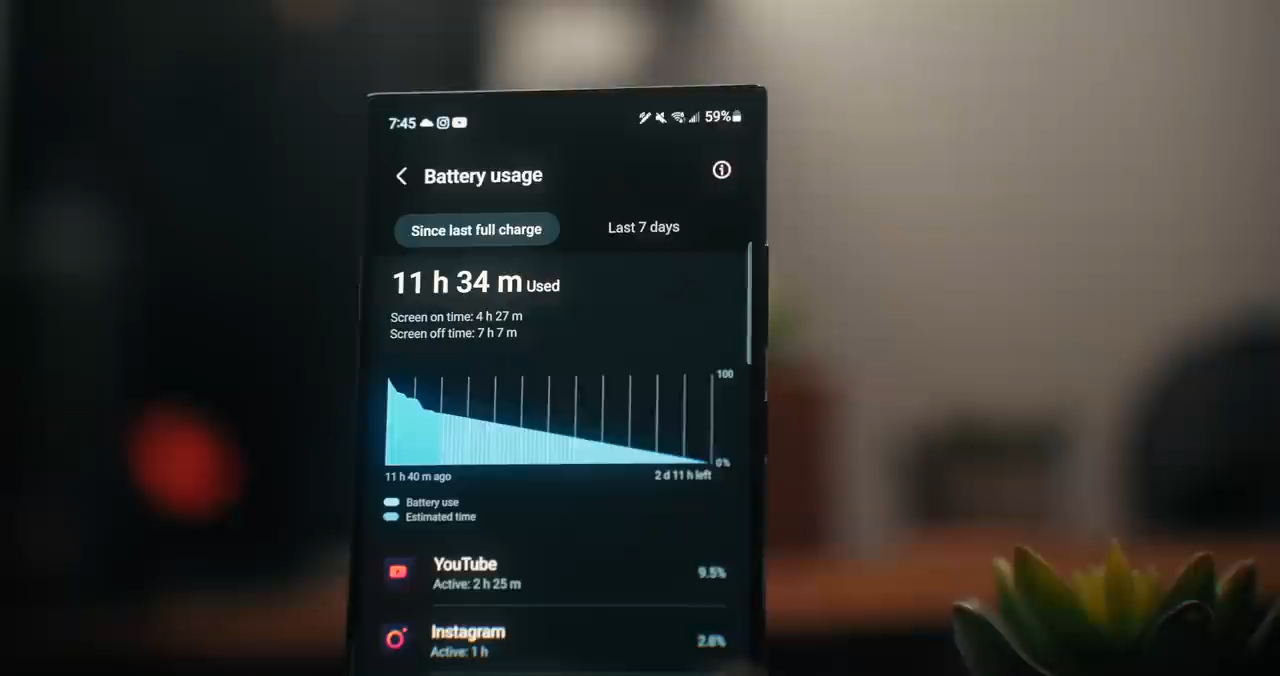 7:45 59%
Battery usage
Since last full charge Last 7 days
11 h 34 m Used
Screen on time: 4 h 27 m
Screen off time: 7 h 7 m
100
0%
11 h 40 m ago 2 d 11 h left
Battery use
Estimated time
YouTube
Active: 2 h 25 m 9.5%
Instagram
Active: 1 h 2.8%